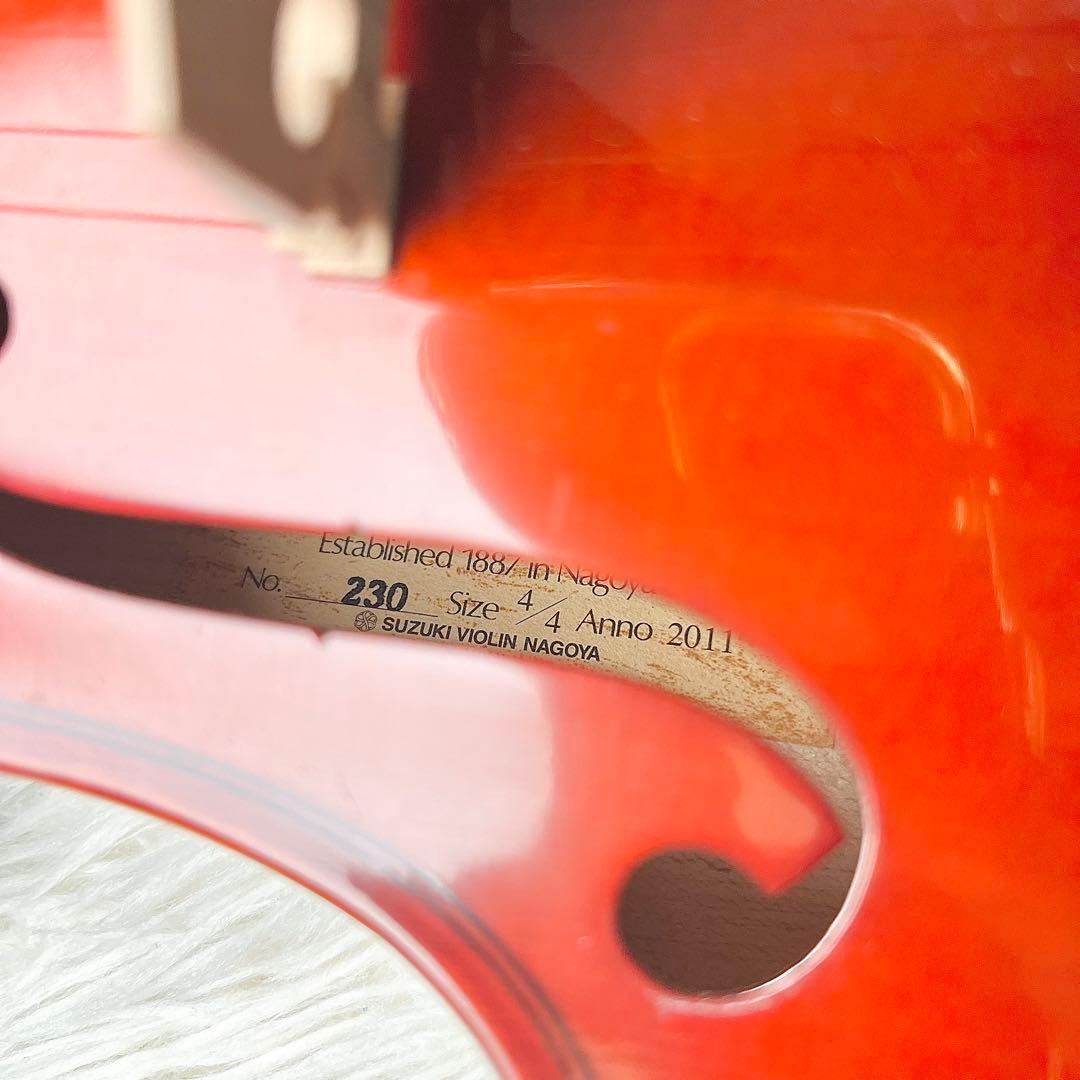 Established 1887 in Nagoya
No. 230 Size 4/4 Anno 2011
SUZUKI VIOLIN NAGOYA